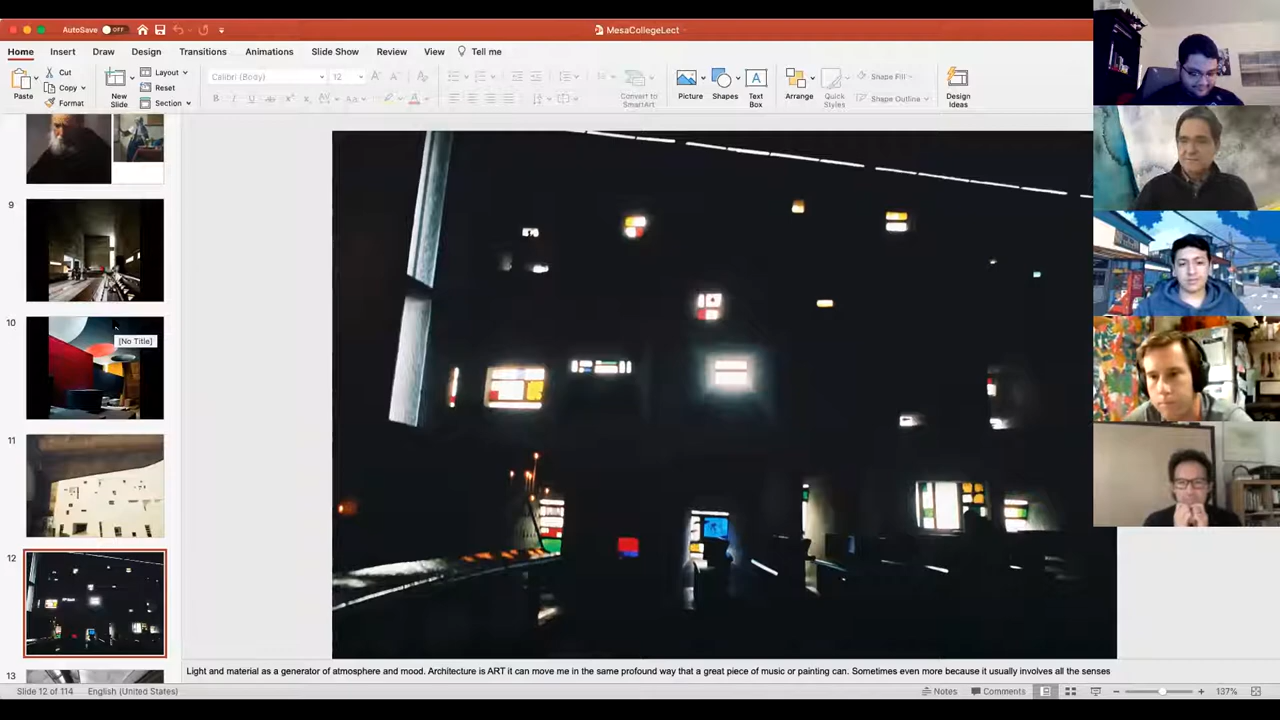 AutoSave OFF
MesaCollegeLect
Home Insert Draw Design Transitions Animations Slide Show Review View Tell me
Paste
Cut
Copy
Format
New Slide
Layout
Reset
Section
Calibri (Body) 12
Convert to SmartArt
Picture
Shapes
Text Box
Arrange
Quick Styles
Shape Fill
Shape Outline
Design Ideas
9
10
[No Title]
11
12
13
Light and material as a generator of atmosphere and mood. Architecture is ART it can move me in the same profound way that a great piece of music or painting can. Sometimes even more because it usually involves all the senses
Slide 12 of 114 English (United States) Notes Comments 137%